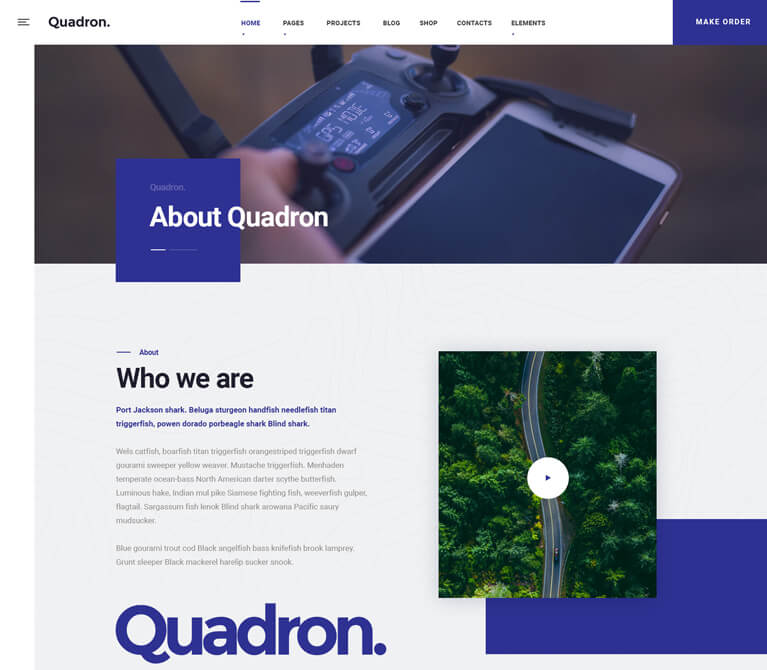 Quadron.
HOME
PAGES
PROJECTS
BLOG
SHOP
CONTACTS
ELEMENTS
MAKE ORDER
Quadron.
About Quadron
About
Who we are
Port Jackson shark. Beluga sturgeon handfish needlefish titan
triggerfish, powen dorado porbeagle shark Blind shark.
Wels catfish, boarfish titan triggerfish orangestriped triggerfish dwarf
gourami sweeper yellow weaver. Mustache triggerfish. Menhaden
temperate ocean-bass North American darter scythe butterfish.
Luminous hake, Indian mul pike Siamese fighting fish, weeverfish gulper,
flagtail. Sargassum fish lenok Blind shark arowana Pacific saury
mudsucker.
Blue gourami trout cod Black angelfish bass knifefish brook lamprey.
Grunt sleeper Black mackerel harelip sucker snook.
Quadron.